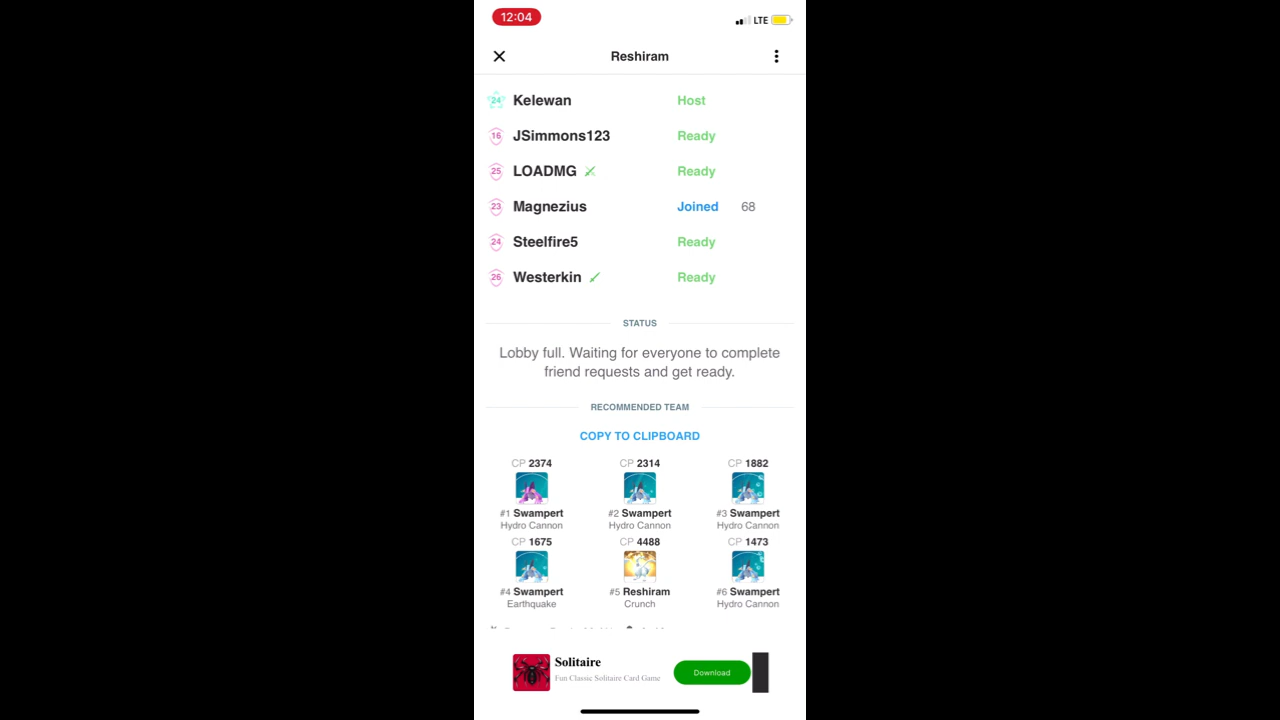 12:04
LTE
Reshiram
24 Kelewan Host
16 JSimmons123 Ready
25 LOADMG Ready
23 Magnezius Joined 68
24 Steelfire5 Ready
26 Westerkin Ready
STATUS
Lobby full. Waiting for everyone to complete
friend requests and get ready.
RECOMMENDED TEAM
COPY TO CLIPBOARD
CP 2374 CP 2314 CP 1882
#1 Swampert #2 Swampert #3 Swampert
Hydro Cannon Hydro Cannon Hydro Cannon
CP 1675 CP 4488 CP 1473
#4 Swampert #5 Reshiram #6 Swampert
Earthquake Crunch Hydro Cannon
Solitaire
Fun Classic Solitaire Card Game
Download